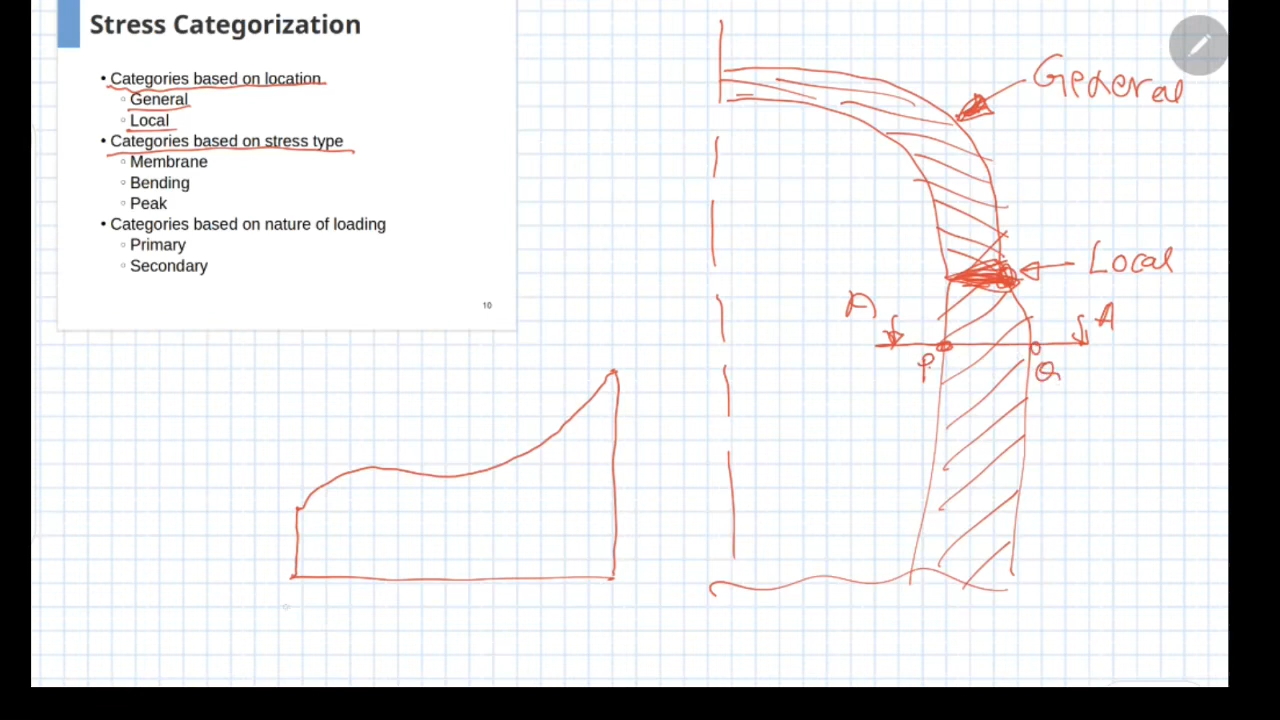 Stress Categorization
• Categories based on location
◦ General
◦ Local
• Categories based on stress type
◦ Membrane
◦ Bending
◦ Peak
• Categories based on nature of loading
◦ Primary
◦ Secondary
10
General
Local
A
A
P
Q